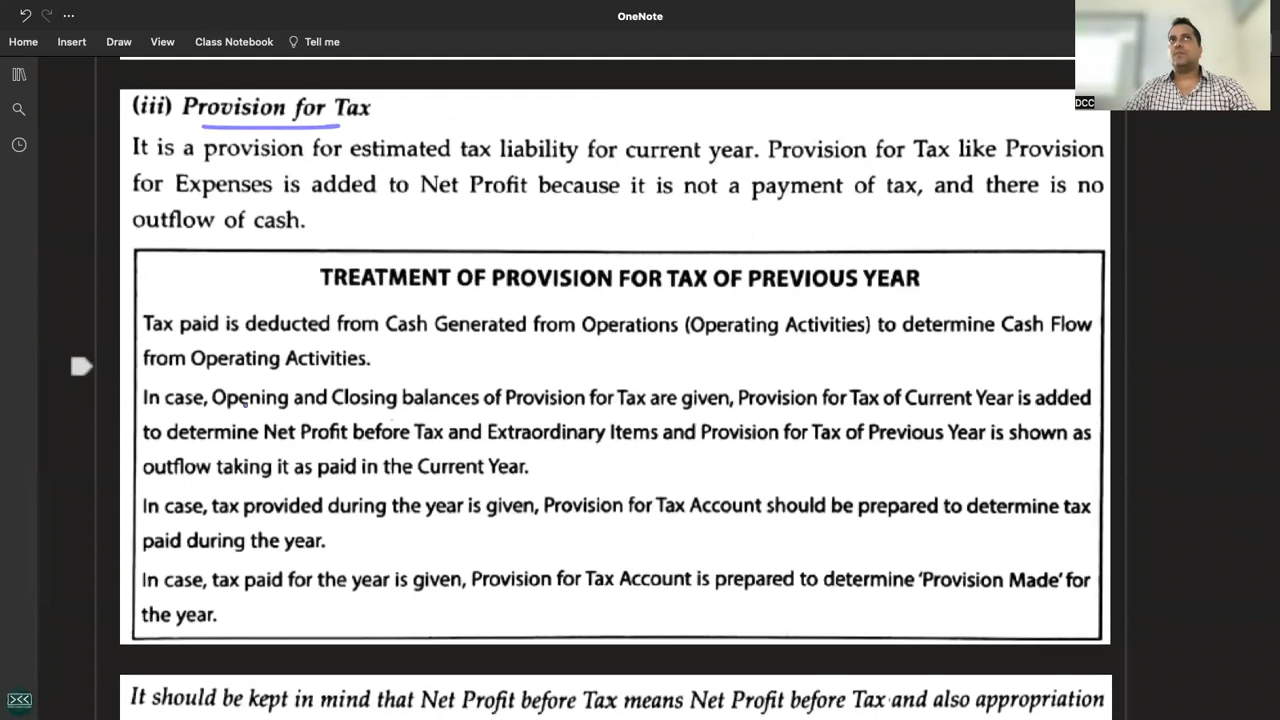 OneNote
Home Insert Draw View Class Notebook Tell me
DCC
(iii) Provision for Tax
It is a provision for estimated tax liability for current year. Provision for Tax like Provision
for Expenses is added to Net Profit because it is not a payment of tax, and there is no
outflow of cash.
TREATMENT OF PROVISION FOR TAX OF PREVIOUS YEAR
Tax paid is deducted from Cash Generated from Operations (Operating Activities) to determine Cash Flow
from Operating Activities.
In case, Opening and Closing balances of Provision for Tax are given, Provision for Tax of Current Year is added
to determine Net Profit before Tax and Extraordinary Items and Provision for Tax of Previous Year is shown as
outflow taking it as paid in the Current Year.
In case, tax provided during the year is given, Provision for Tax Account should be prepared to determine tax
paid during the year.
In case, tax paid for the year is given, Provision for Tax Account is prepared to determine 'Provision Made' for
the year.
It should be kept in mind that Net Profit before Tax means Net Profit before Tax and also appropriation